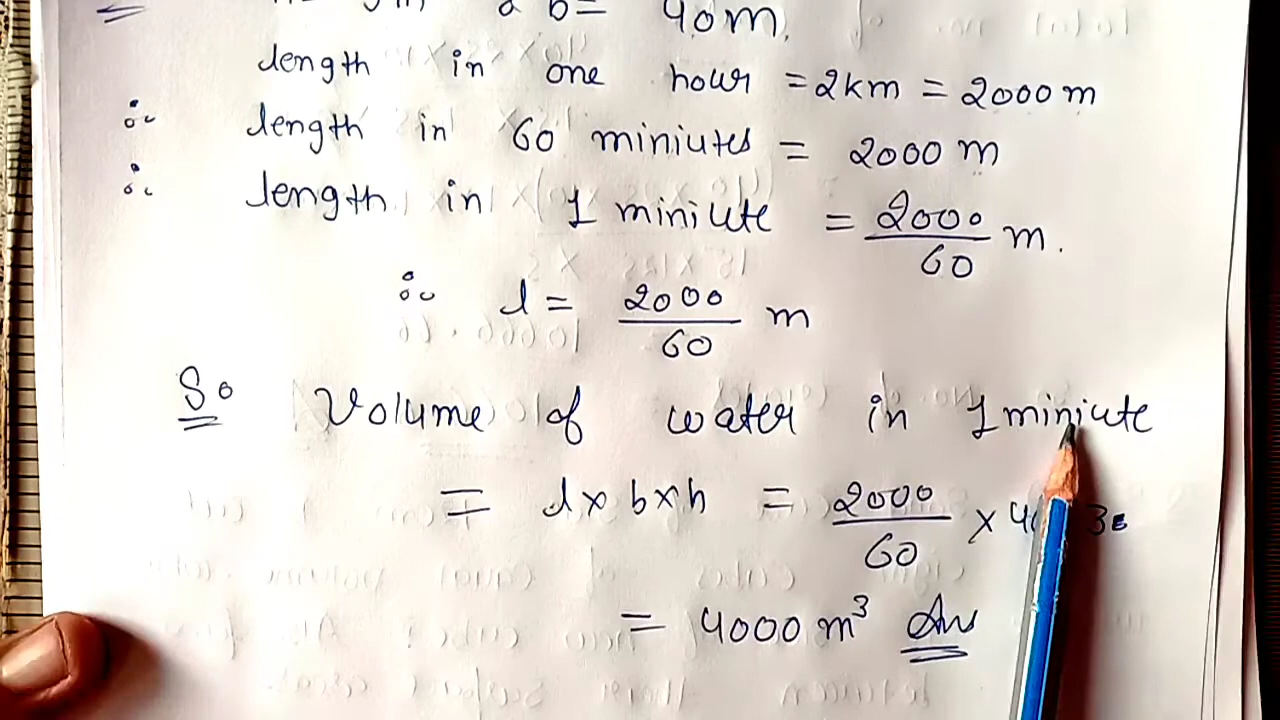 b = 40m.
length in one hour = 2km = 2000 m
∴ length in 60 miniutes = 2000 m
∴ length in 1 miniute = 2000/60 m.
∴ l = 2000/60 m
So Volume of water in 1 miniute
= l x b x h = 2000/60 x 4 3
= 4000 m³ Ans